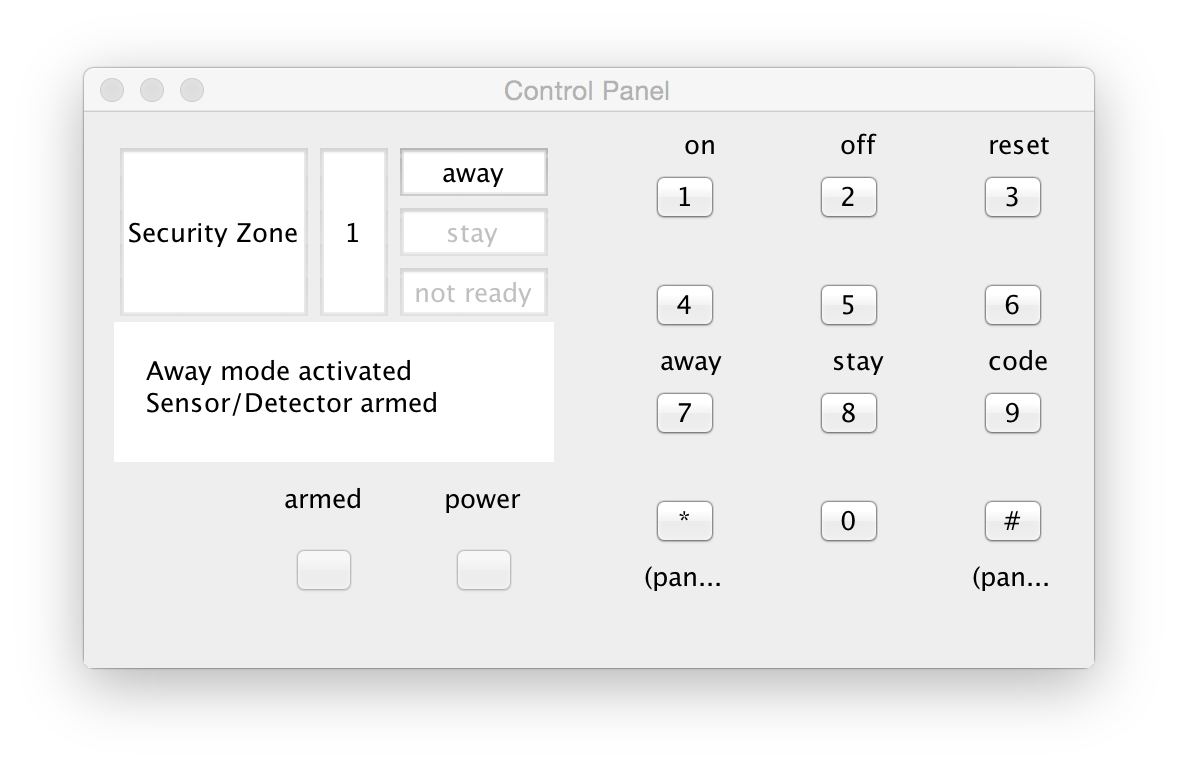 Control Panel
Security Zone
1
away
stay
not ready
Away mode activated
Sensor/Detector armed
armed power
on off reset
1 2 3
4 5 6
away stay code
7 8 9
* 0 #
(pan... (pan...